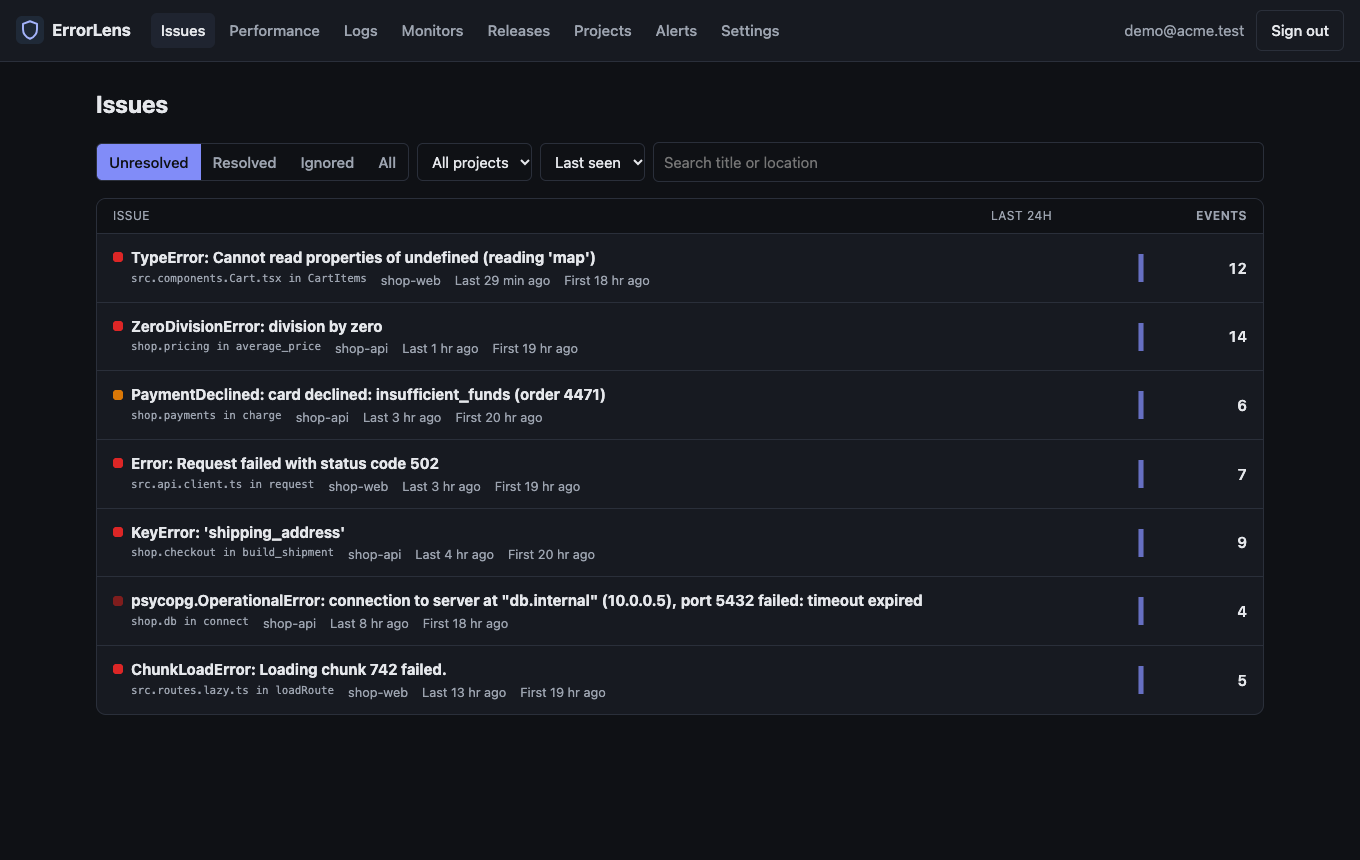 ErrorLens Issues Performance Logs Monitors Releases Projects Alerts Settings demo@acme.test Sign out
Issues
Unresolved Resolved Ignored All All projects Last seen Search title or location
ISSUE LAST 24H EVENTS
TypeError: Cannot read properties of undefined (reading 'map')
src.components.Cart.tsx in CartItems shop-web Last 29 min ago First 18 hr ago
12
ZeroDivisionError: division by zero
shop.pricing in average_price shop-api Last 1 hr ago First 19 hr ago
14
PaymentDeclined: card declined: insufficient_funds (order 4471)
shop.payments in charge shop-api Last 3 hr ago First 20 hr ago
6
Error: Request failed with status code 502
src.api.client.ts in request shop-web Last 3 hr ago First 19 hr ago
7
KeyError: 'shipping_address'
shop.checkout in build_shipment shop-api Last 4 hr ago First 20 hr ago
9
psycopg.OperationalError: connection to server at "db.internal" (10.0.0.5), port 5432 failed: timeout expired
shop.db in connect shop-api Last 8 hr ago First 18 hr ago
4
ChunkLoadError: Loading chunk 742 failed.
src.routes.lazy.ts in loadRoute shop-web Last 13 hr ago First 19 hr ago
5